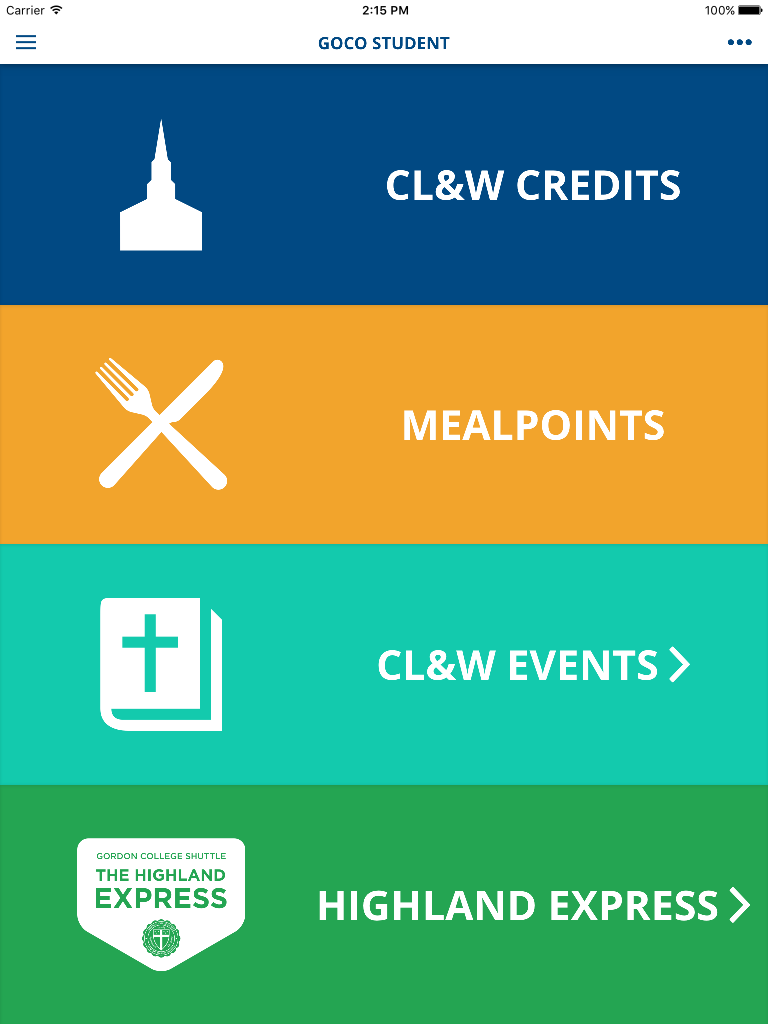 Carrier 2:15 PM 100%
GOCO STUDENT
CL&W CREDITS
MEALPOINTS
CL&W EVENTS
GORDON COLLEGE SHUTTLE
THE HIGHLAND
EXPRESS
HIGHLAND EXPRESS